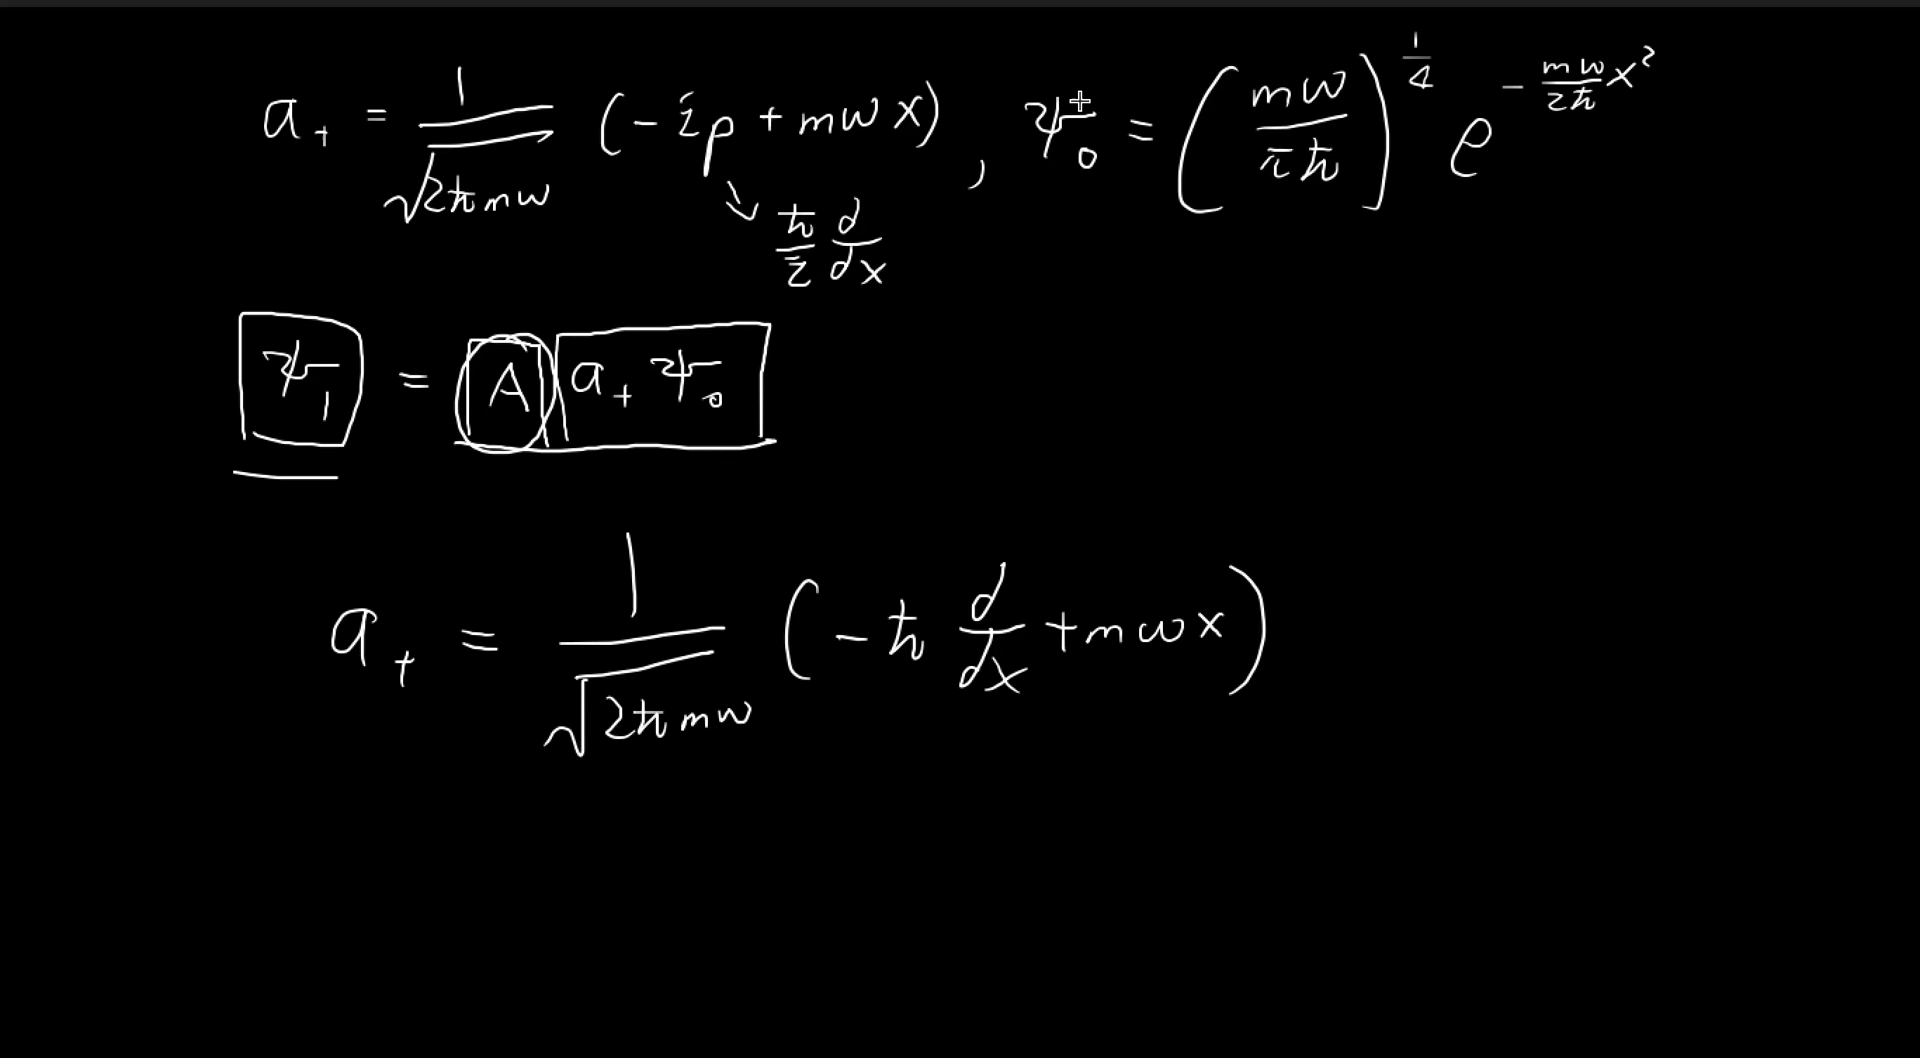 a₊ = 1/√(2ħmω) (-ip + mωx), ψ₀ = (mω/πħ)^(1/4) e^(-(mω/2ħ)x²)
↘ ħ/i d/dx
ψ₁ = A a₊ ψ₀
a₊ = 1/√(2ħmω) (-ħ d/dx + mωx)